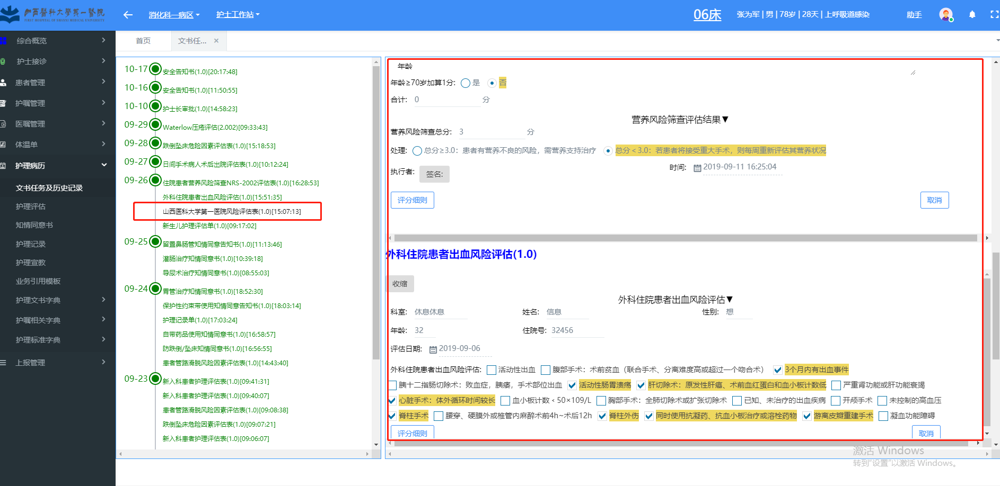 山西醫科大學第一醫院
FIRST HOSPITAL OF SHANXI MEDICAL UNIVERSITY
消化科一病区
护士工作站
06床
张为军 | 男 | 78岁 | 28天 | 上呼吸道感染
助手
综合概览
护士接诊
患者管理
护嘱管理
医嘱管理
体温单
护理病历
文书任务及历史记录
护理评估
知情同意书
护理记录
护理宣教
业务引用模板
护理文书字典
护嘱相关字典
护理标准字典
上报管理
首页
文书任... ×
10-17 安全告知书(1.0)[20:17:48]
10-16 安全告知书(1.0)[11:50:55]
10-10 护士长审批(1.0)[14:58:23]
09-29 Waterlow压疮评估(2.002)[09:33:43]
09-28 跌倒坠床危险因素评估表(1.0)[15:18:53]
09-27 日间手术病人术后出院评估表(1.0)[10:12:24]
09-26 住院患者营养风险筛查NRS-2002评估表(1.0)[16:28:53]
外科住院患者出血风险评估(1.0)[15:51:35]
山西医科大学第一医院风险评估表(1.0)[15:07:13]
新生儿护理评估单(1.0)[09:17:02]
09-25 留置鼻肠管知情同意告知书(1.0)[11:13:46]
灌肠治疗知情同意书(1.0)[10:39:18]
导尿术治疗知情同意书(1.0)[08:55:03]
09-24 胃管治疗知情同意书(1.0)[18:52:30]
保护性约束带使用知情同意告知书(1.0)[18:03:14]
护理记录单(1.0)[17:03:24]
自带药品使用知情同意书(1.0)[16:58:57]
防跌倒/坠床知情同意书(1.0)[16:56:55]
患者管路滑脱风险因素评估表(1.0)[14:43:40]
09-23 新入科患者护理评估表(1.0)[09:41:31]
新入科患者护理评估表(1.0)[09:40:07]
患者管路滑脱风险因素评估表(1.0)[09:08:38]
跌倒坠床危险因素评估表(1.0)[09:07:21]
新入科患者护理评估表(1.0)[09:06:07]
年龄
年龄≥70岁加算1分: 是 否
合计: 0 分
营养风险筛查评估结果▼
营养风险筛查总分: 3 分
处理: 总分≥3.0：患者有营养不良的风险，需营养支持治疗 总分＜3.0：若患者将接受重大手术，则每周重新评估其营养状况
执行者: 签名: 时间: 2019-09-11 16:25:04
评分细则 取消
外科住院患者出血风险评估(1.0)
收缩
外科住院患者出血风险评估▼
科室: 休息休息 姓名: 信息 性别: 想
年龄: 32 住院号: 32456
评估日期: 2019-09-06
外科住院患者出血风险评估: 活动性出血 腹部手术：术前贫血（联合手术、分离难度高或超过一个吻合术） 3个月内有出血事件
胰十二指肠切除术：败血症，胰瘘，手术部位出血 活动性肠胃溃疡 肝切除术：原发性肝癌、术前血红蛋白和血小板计数低 严重肾功能或肝功能衰竭
心脏手术：体外循环时间较长 血小板计数＜50×109/L 胸部手术：全肺切除术或扩张切除术 已知、未治疗的出血疾病 开颅手术 未控制的高血压
脊柱手术 腰穿、硬膜外或椎管内麻醉术前4h~术后12h 脊柱外伤 同时使用抗凝药、抗血小板治疗或溶栓药物 游离皮瓣重建手术 凝血功能障碍
评分细则 取消
激活 Windows
转到"设置"以激活 Windows。